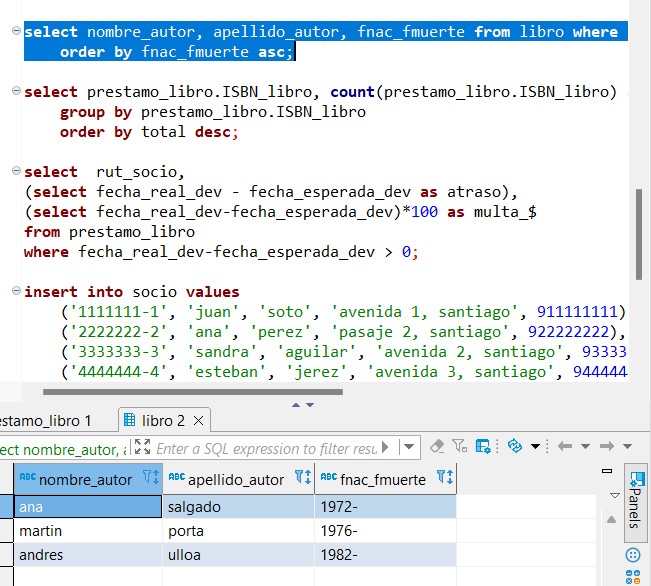 select nombre_autor, apellido_autor, fnac_fmuerte from libro where
order by fnac_fmuerte asc;
select prestamo_libro.ISBN_libro, count(prestamo_libro.ISBN_libro)
group by prestamo_libro.ISBN_libro
order by total desc;
select  rut_socio,
(select fecha_real_dev - fecha_esperada_dev as atraso),
(select fecha_real_dev-fecha_esperada_dev)*100 as multa_$
from prestamo_libro
where fecha_real_dev-fecha_esperada_dev > 0;
insert into socio values
('1111111-1', 'juan', 'soto', 'avenida 1, santiago', 911111111)
('2222222-2', 'ana', 'perez', 'pasaje 2, santiago', 922222222),
('3333333-3', 'sandra', 'aguilar', 'avenida 2, santiago', 93333
('4444444-4', 'esteban', 'jerez', 'avenida 3, santiago', 944444
estamo_libro 1 libro 2
ect nombre_autor, a Enter a SQL expression to filter resu
ABC nombre_autor ABC apellido_autor ABC fnac_fmuerte
ana salgado 1972-
martin porta 1976-
andres ulloa 1982-
Panels